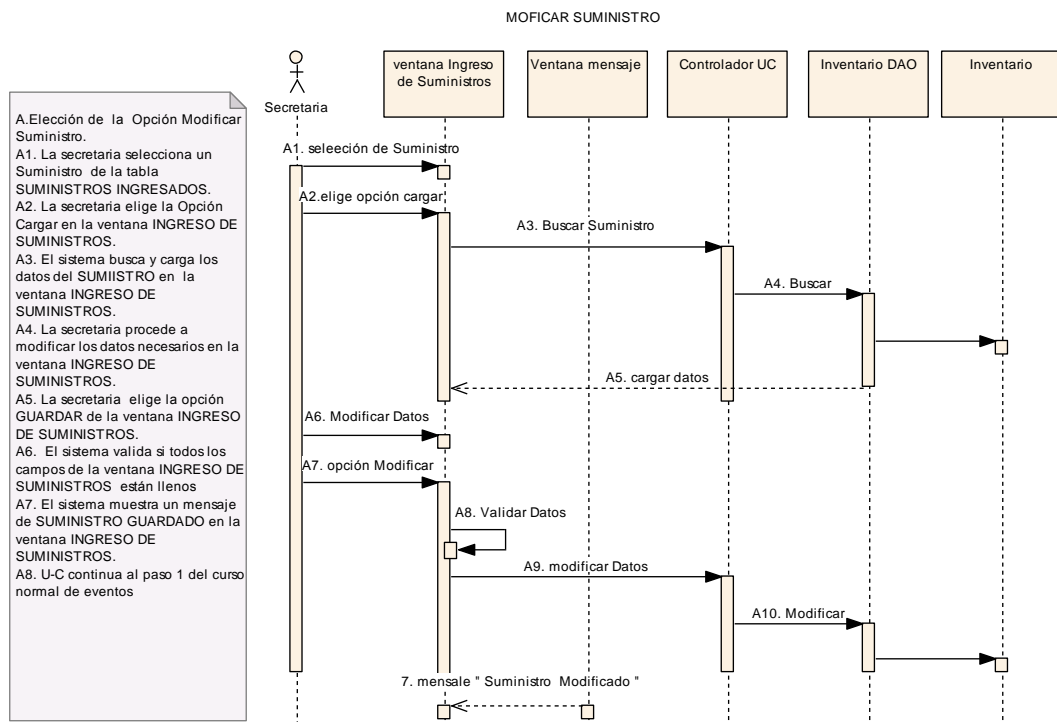 MOFICAR SUMINISTRO
Secretaria
ventana Ingreso
de Suministros
Ventana mensaje
Controlador UC
Inventario DAO
Inventario
A.Elección de la Opción Modificar
Suministro.
A1. La secretaria selecciona un
Suministro de la tabla
SUMINISTROS INGRESADOS.
A2. La secretaria elige la Opción
Cargar en la ventana INGRESO DE
SUMINISTROS.
A3. El sistema busca y carga los
datos del SUMIISTRO en la
ventana INGRESO DE
SUMINISTROS.
A4. La secretaria procede a
modificar los datos necesarios en la
ventana INGRESO DE
SUMINISTROS.
A5. La secretaria elige la opción
GUARDAR de la ventana INGRESO
DE SUMINISTROS.
A6. El sistema valida si todos los
campos de la ventana INGRESO DE
SUMINISTROS están llenos
A7. El sistema muestra un mensaje
de SUMINISTRO GUARDADO en la
ventana INGRESO DE
SUMINISTROS.
A8. U-C continua al paso 1 del curso
normal de eventos
A1. seleeción de Suministro
A2.elige opción cargar
A3. Buscar Suministro
A4. Buscar
A5. cargar datos
A6. Modificar Datos
A7. opción Modificar
A8. Validar Datos
A9. modificar Datos
A10. Modificar
7. mensale " Suministro Modificado "